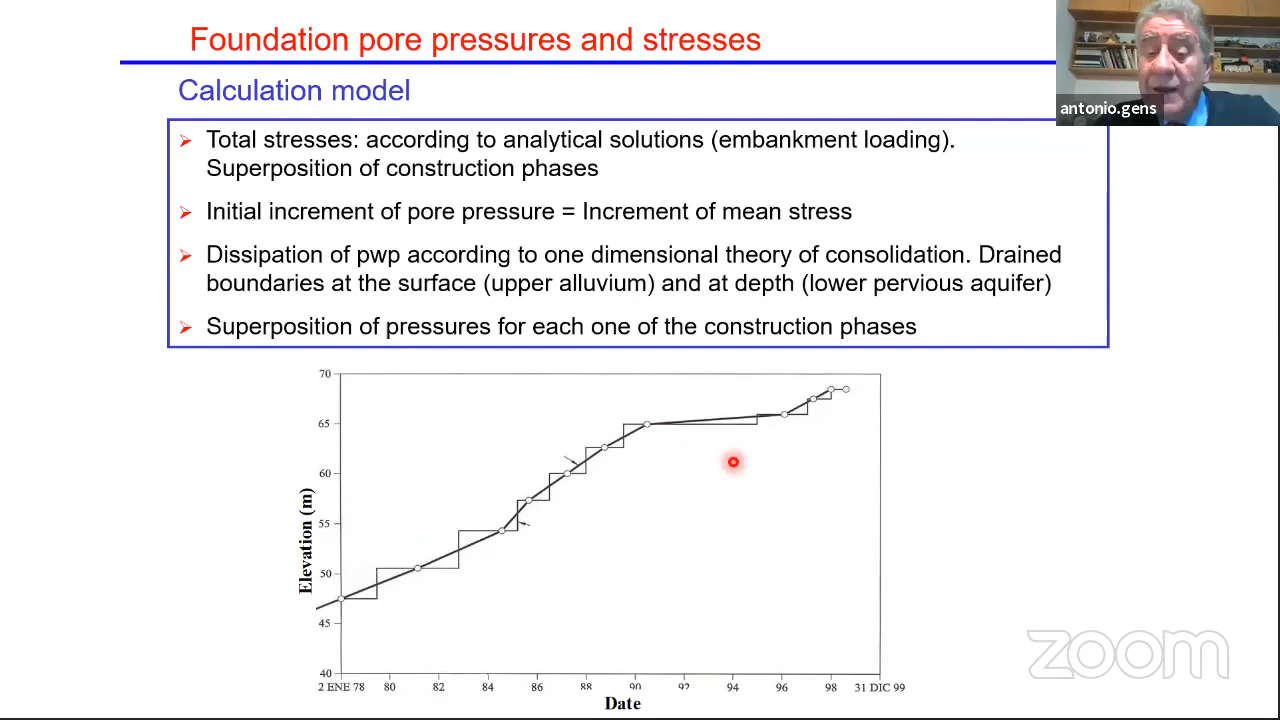 Foundation pore pressures and stresses
antonio.gens
Calculation model
Total stresses: according to analytical solutions (embankment loading).
Superposition of construction phases
Initial increment of pore pressure = Increment of mean stress
Dissipation of pwp according to one dimensional theory of consolidation. Drained
boundaries at the surface (upper alluvium) and at depth (lower pervious aquifer)
Superposition of pressures for each one of the construction phases
70
65
60
55
50
45
40
Elevation (m)
2 ENE 78 80 82 84 86 88 90 92 94 96 98 31 DIC 99
Date
zoom